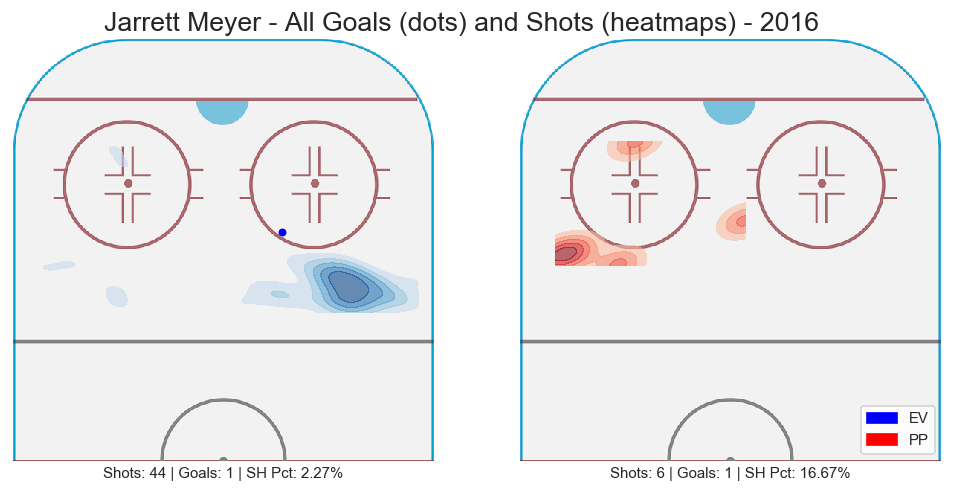 Jarrett Meyer - All Goals (dots) and Shots (heatmaps) - 2016
EV
PP
Shots: 44 | Goals: 1 | SH Pct: 2.27%
Shots: 6 | Goals: 1 | SH Pct: 16.67%